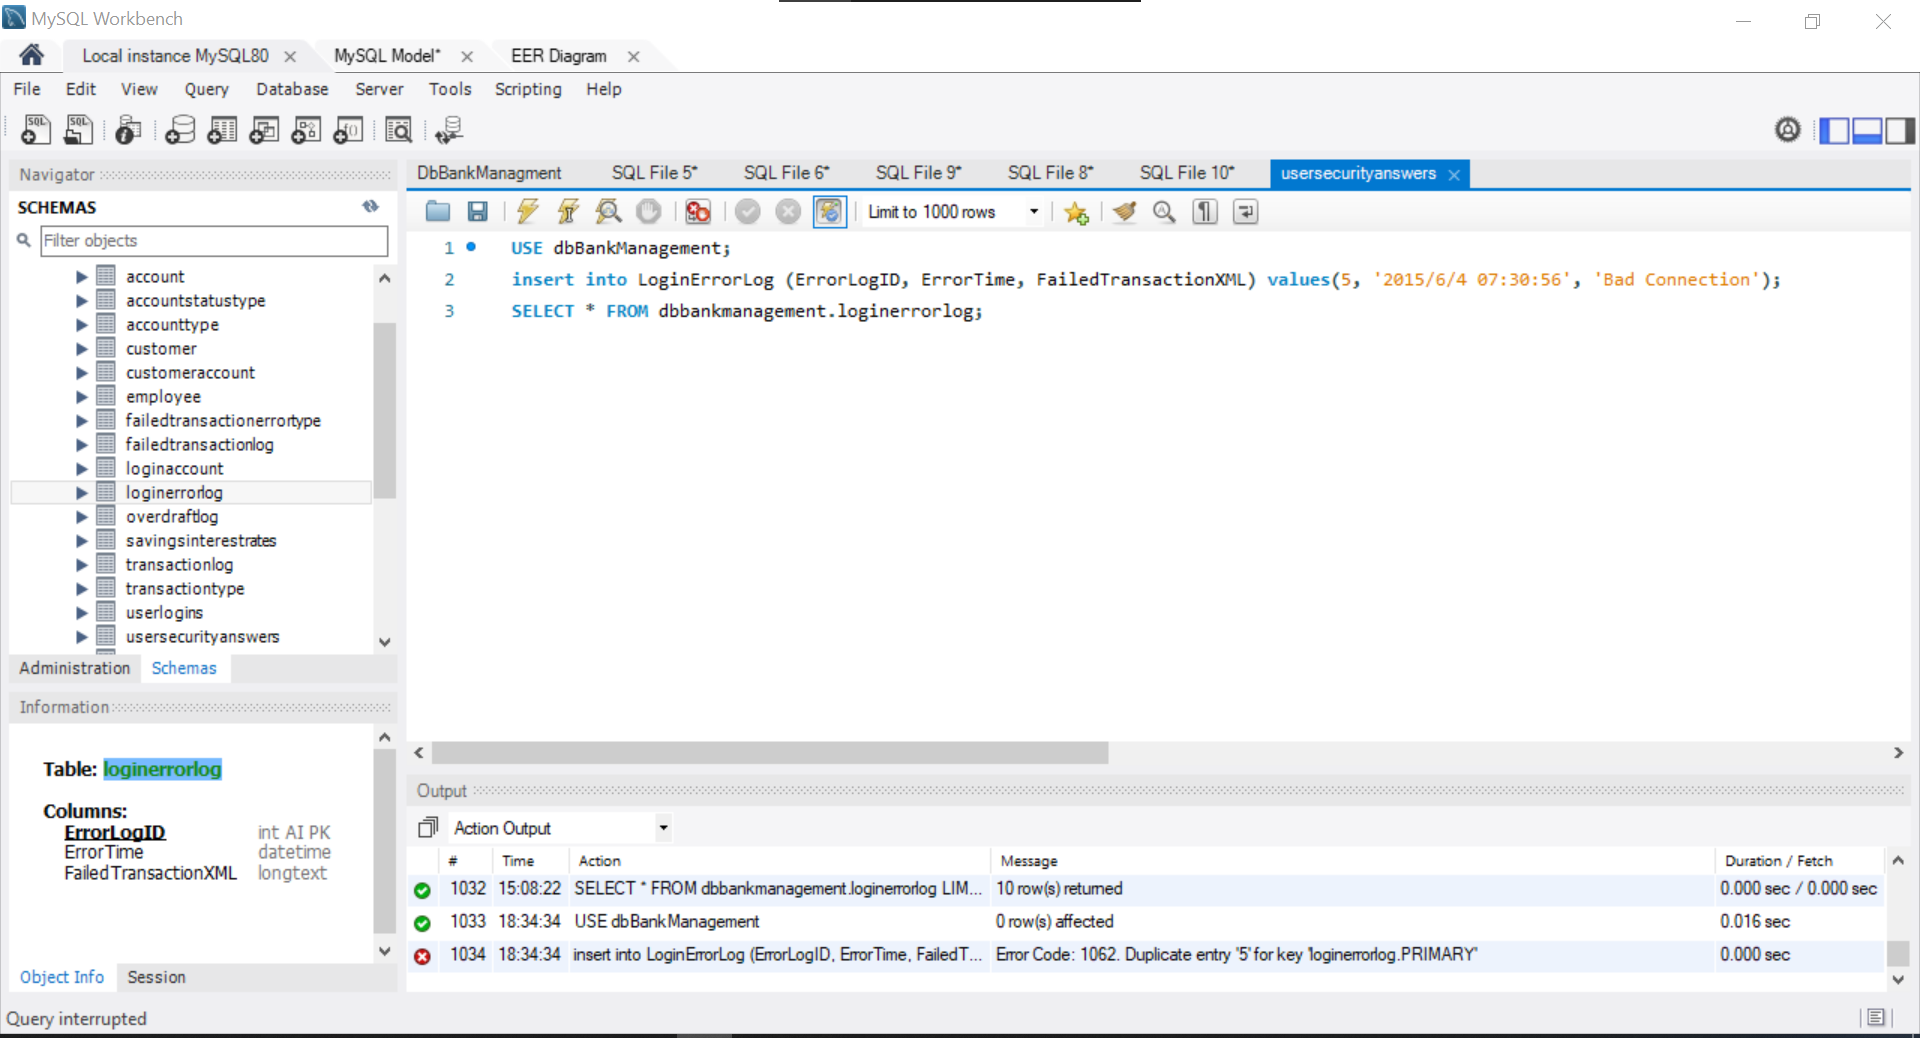 MySQL Workbench
Local instance MySQL80
MySQL Model*
EER Diagram
File Edit View Query Database Server Tools Scripting Help
Navigator
SCHEMAS
Filter objects
account
accountstatustype
accounttype
customer
customeraccount
employee
failedtransactionerrortype
failedtransactionlog
loginaccount
loginerrorlog
overdraftlog
savingsinterestrates
transactionlog
transactiontype
userlogins
usersecurityanswers
Administration Schemas
Information
Table: loginerrorlog
Columns:
ErrorLogID int AI PK
ErrorTime datetime
FailedTransactionXML longtext
Object Info Session
Query interrupted
DbBankManagment SQL File 5* SQL File 6* SQL File 9* SQL File 8* SQL File 10* usersecurityanswers
Limit to 1000 rows
1 USE dbBankManagement;
2 insert into LoginErrorLog (ErrorLogID, ErrorTime, FailedTransactionXML) values(5, '2015/6/4 07:30:56', 'Bad Connection');
3 SELECT * FROM dbbankmanagement.loginerrorlog;
Output
Action Output
# Time Action Message Duration / Fetch
1032 15:08:22 SELECT * FROM dbbankmanagement.loginerrorlog LIM... 10 row(s) returned 0.000 sec / 0.000 sec
1033 18:34:34 USE dbBankManagement 0 row(s) affected 0.016 sec
1034 18:34:34 insert into LoginErrorLog (ErrorLogID, ErrorTime, FailedT... Error Code: 1062. Duplicate entry '5' for key 'loginerrorlog.PRIMARY' 0.000 sec